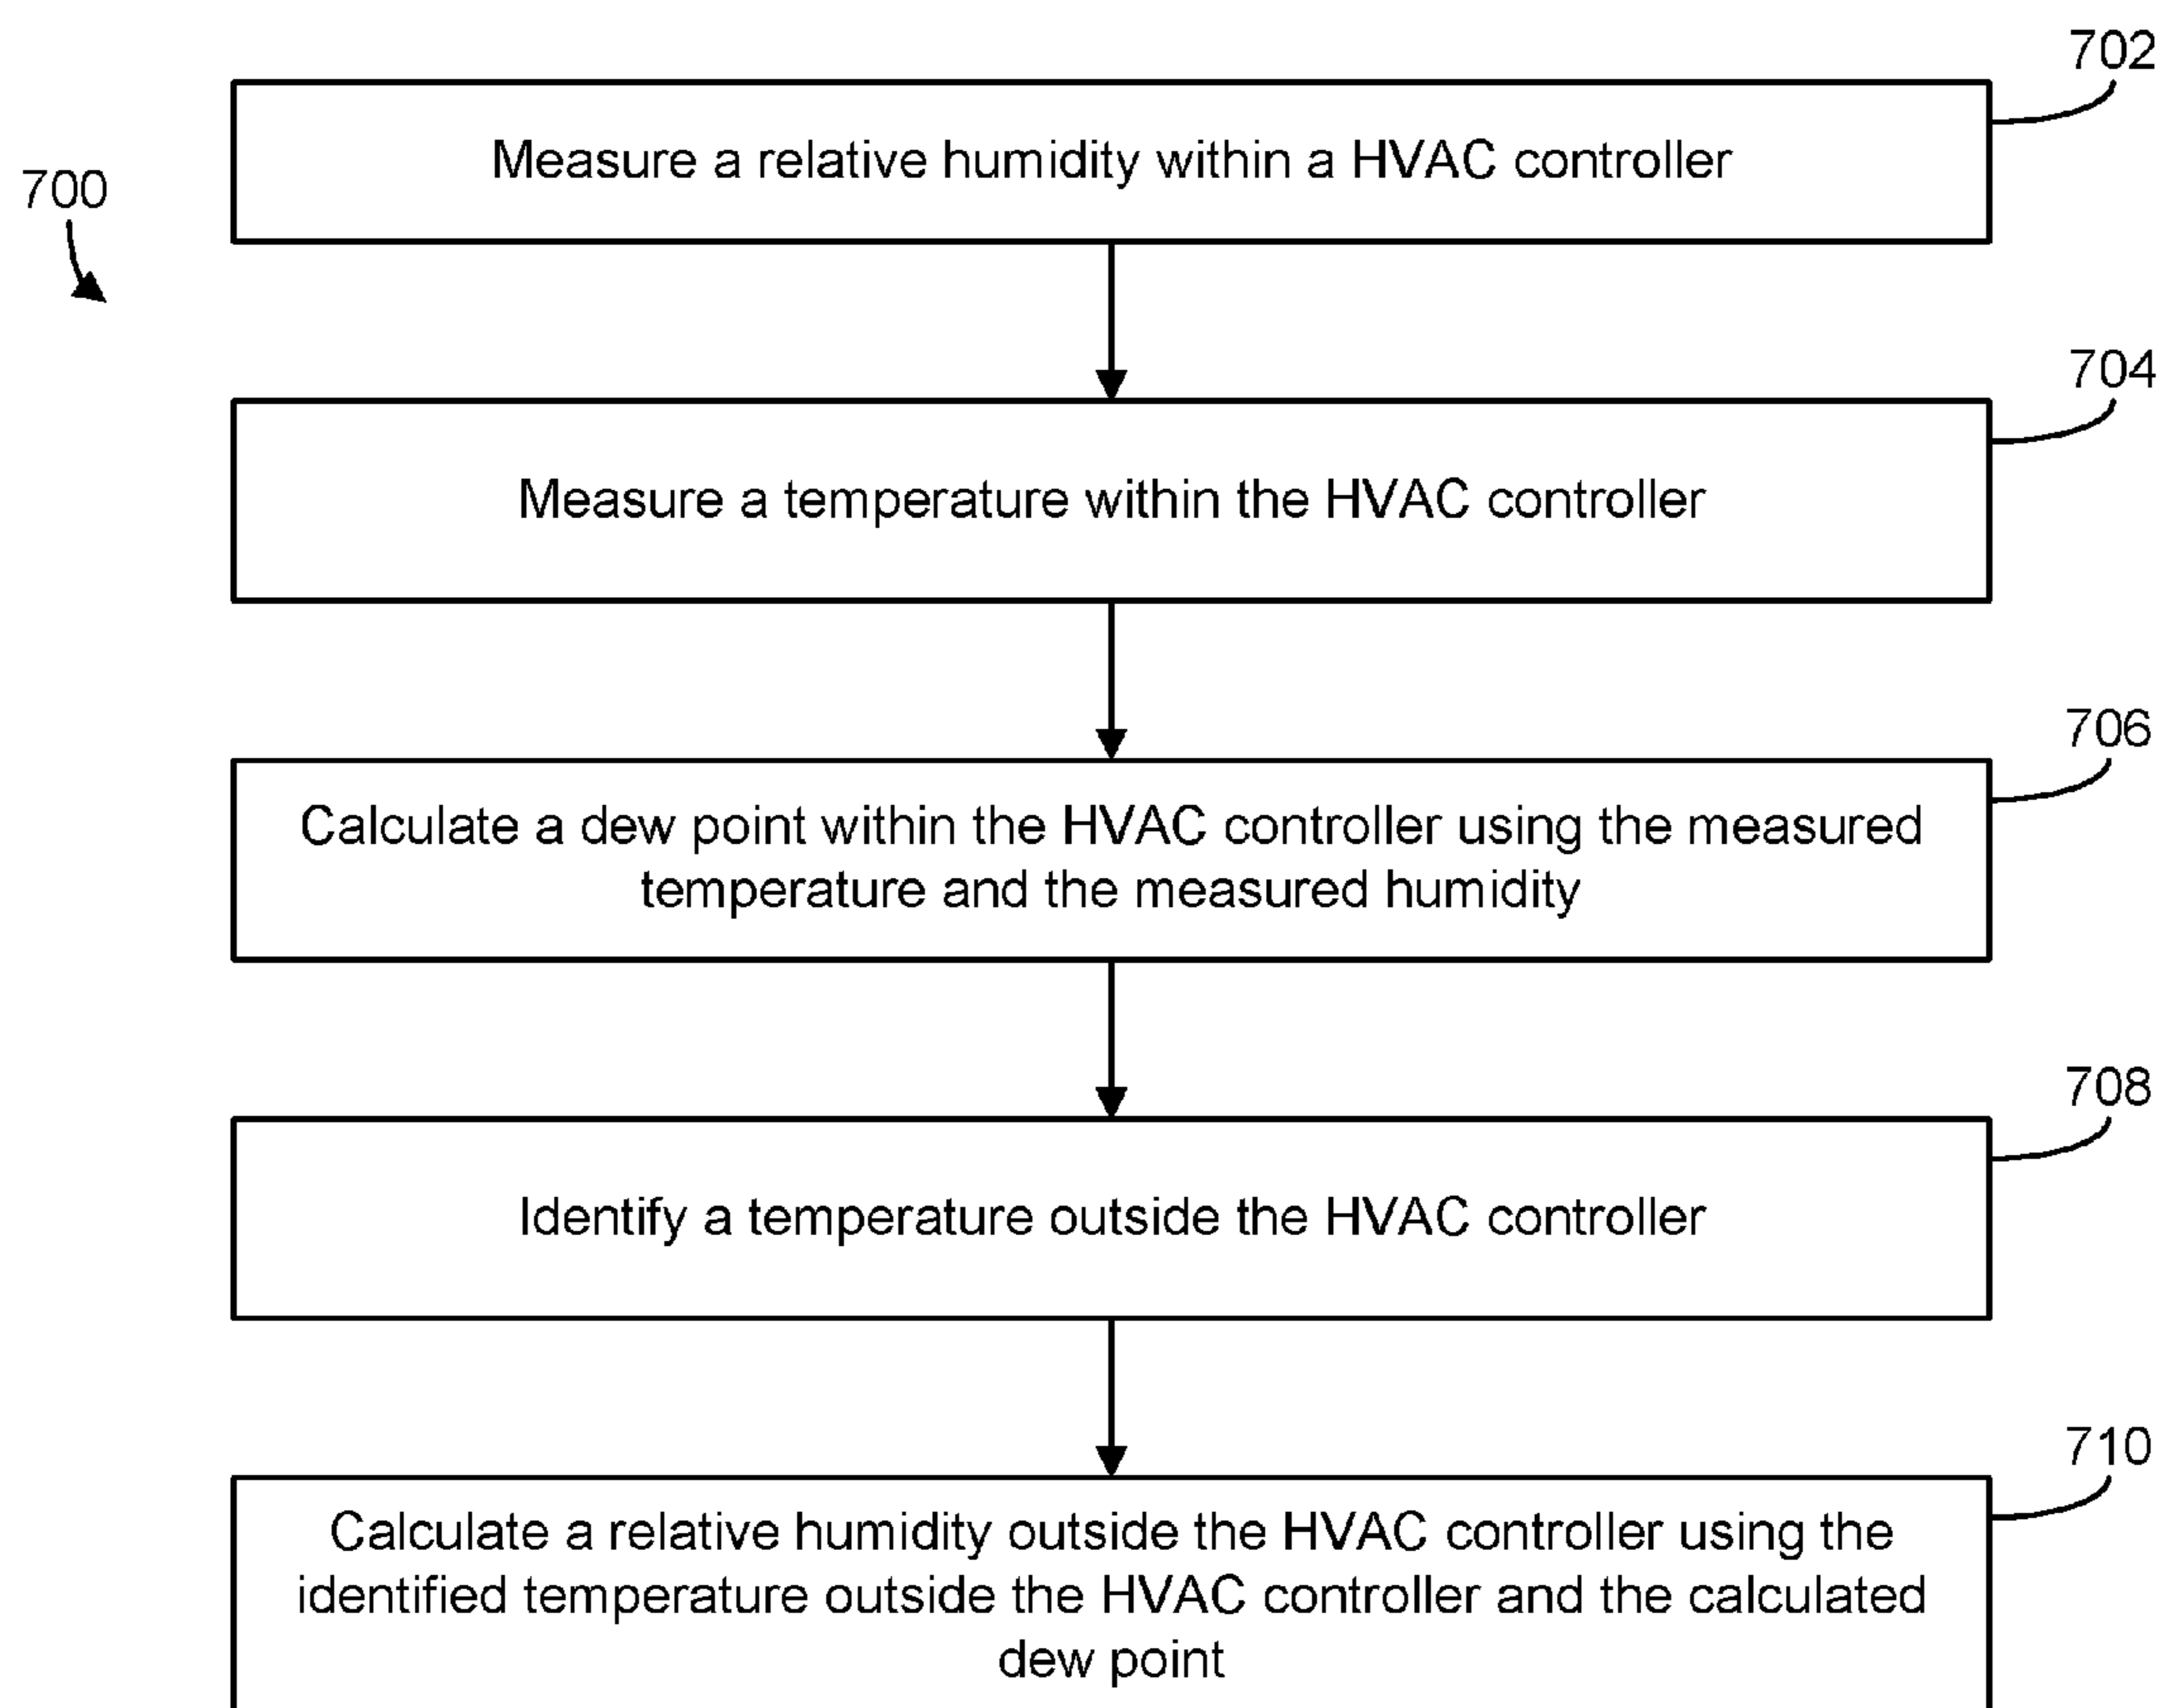 702
Measure a relative humidity within a HVAC controller
700
704
Measure a temperature within the HVAC controller
706
Calculate a dew point within the HVAC controller using the measured
temperature and the measured humidity
708
Identify a temperature outside the HVAC controller
710
Calculate a relative humidity outside the HVAC controller using the
identified temperature outside the HVAC controller and the calculated
dew point